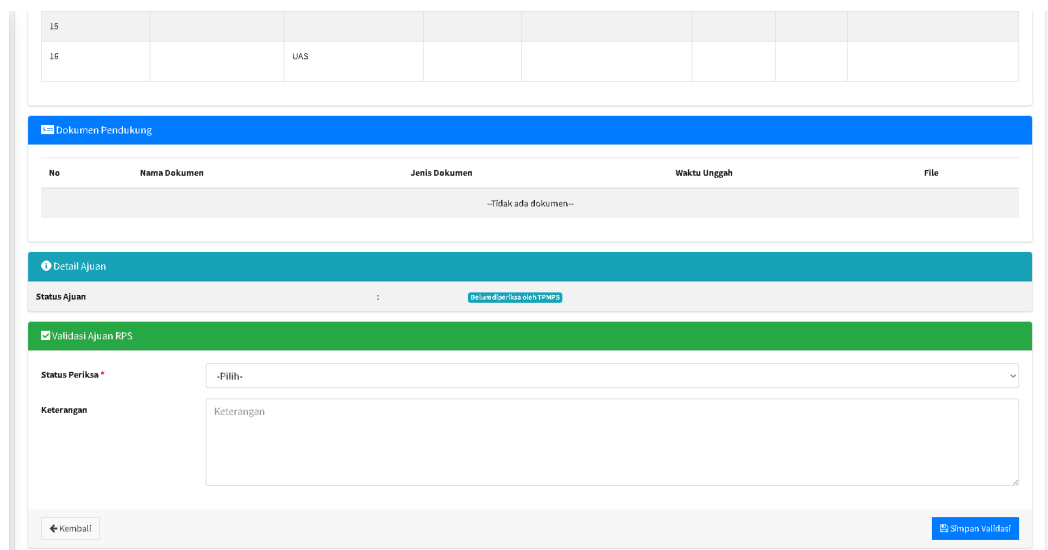 15
16 UAS
Dokumen Pendukung
No Nama Dokumen Jenis Dokumen Waktu Unggah File
--Tidak ada dokumen--
Detail Ajuan
Status Ajuan : Belum diperiksa oleh TPMPS
Validasi Ajuan RPS
Status Periksa * -Pilih-
Keterangan Keterangan
Kembali Simpan Validasi